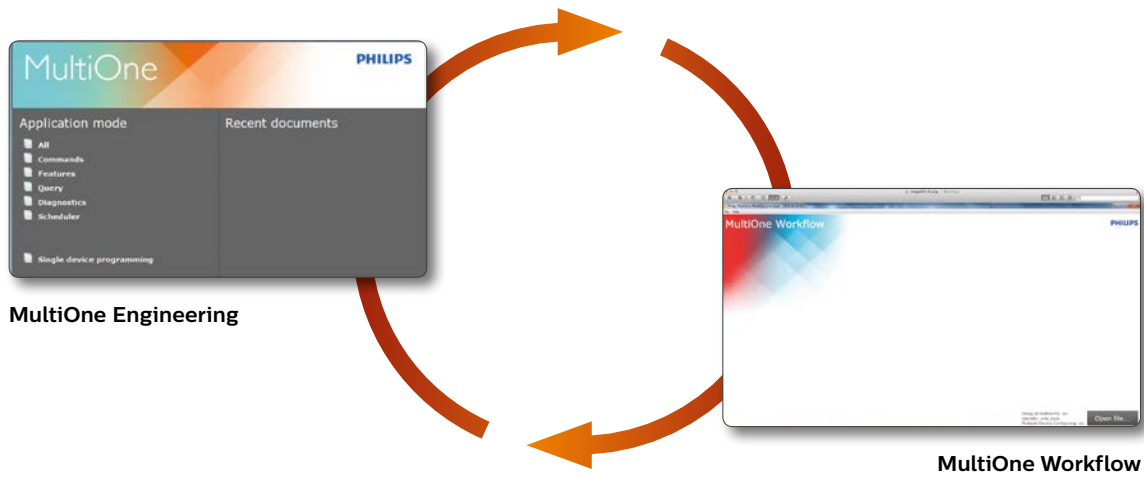 MultiOne
PHILIPS
Application mode
All
Commands
Features
Query
Diagnostics
Scheduler
Single device programming
Recent documents
MultiOne Engineering
MultiOne Workflow
PHILIPS
Open file...
MultiOne Workflow